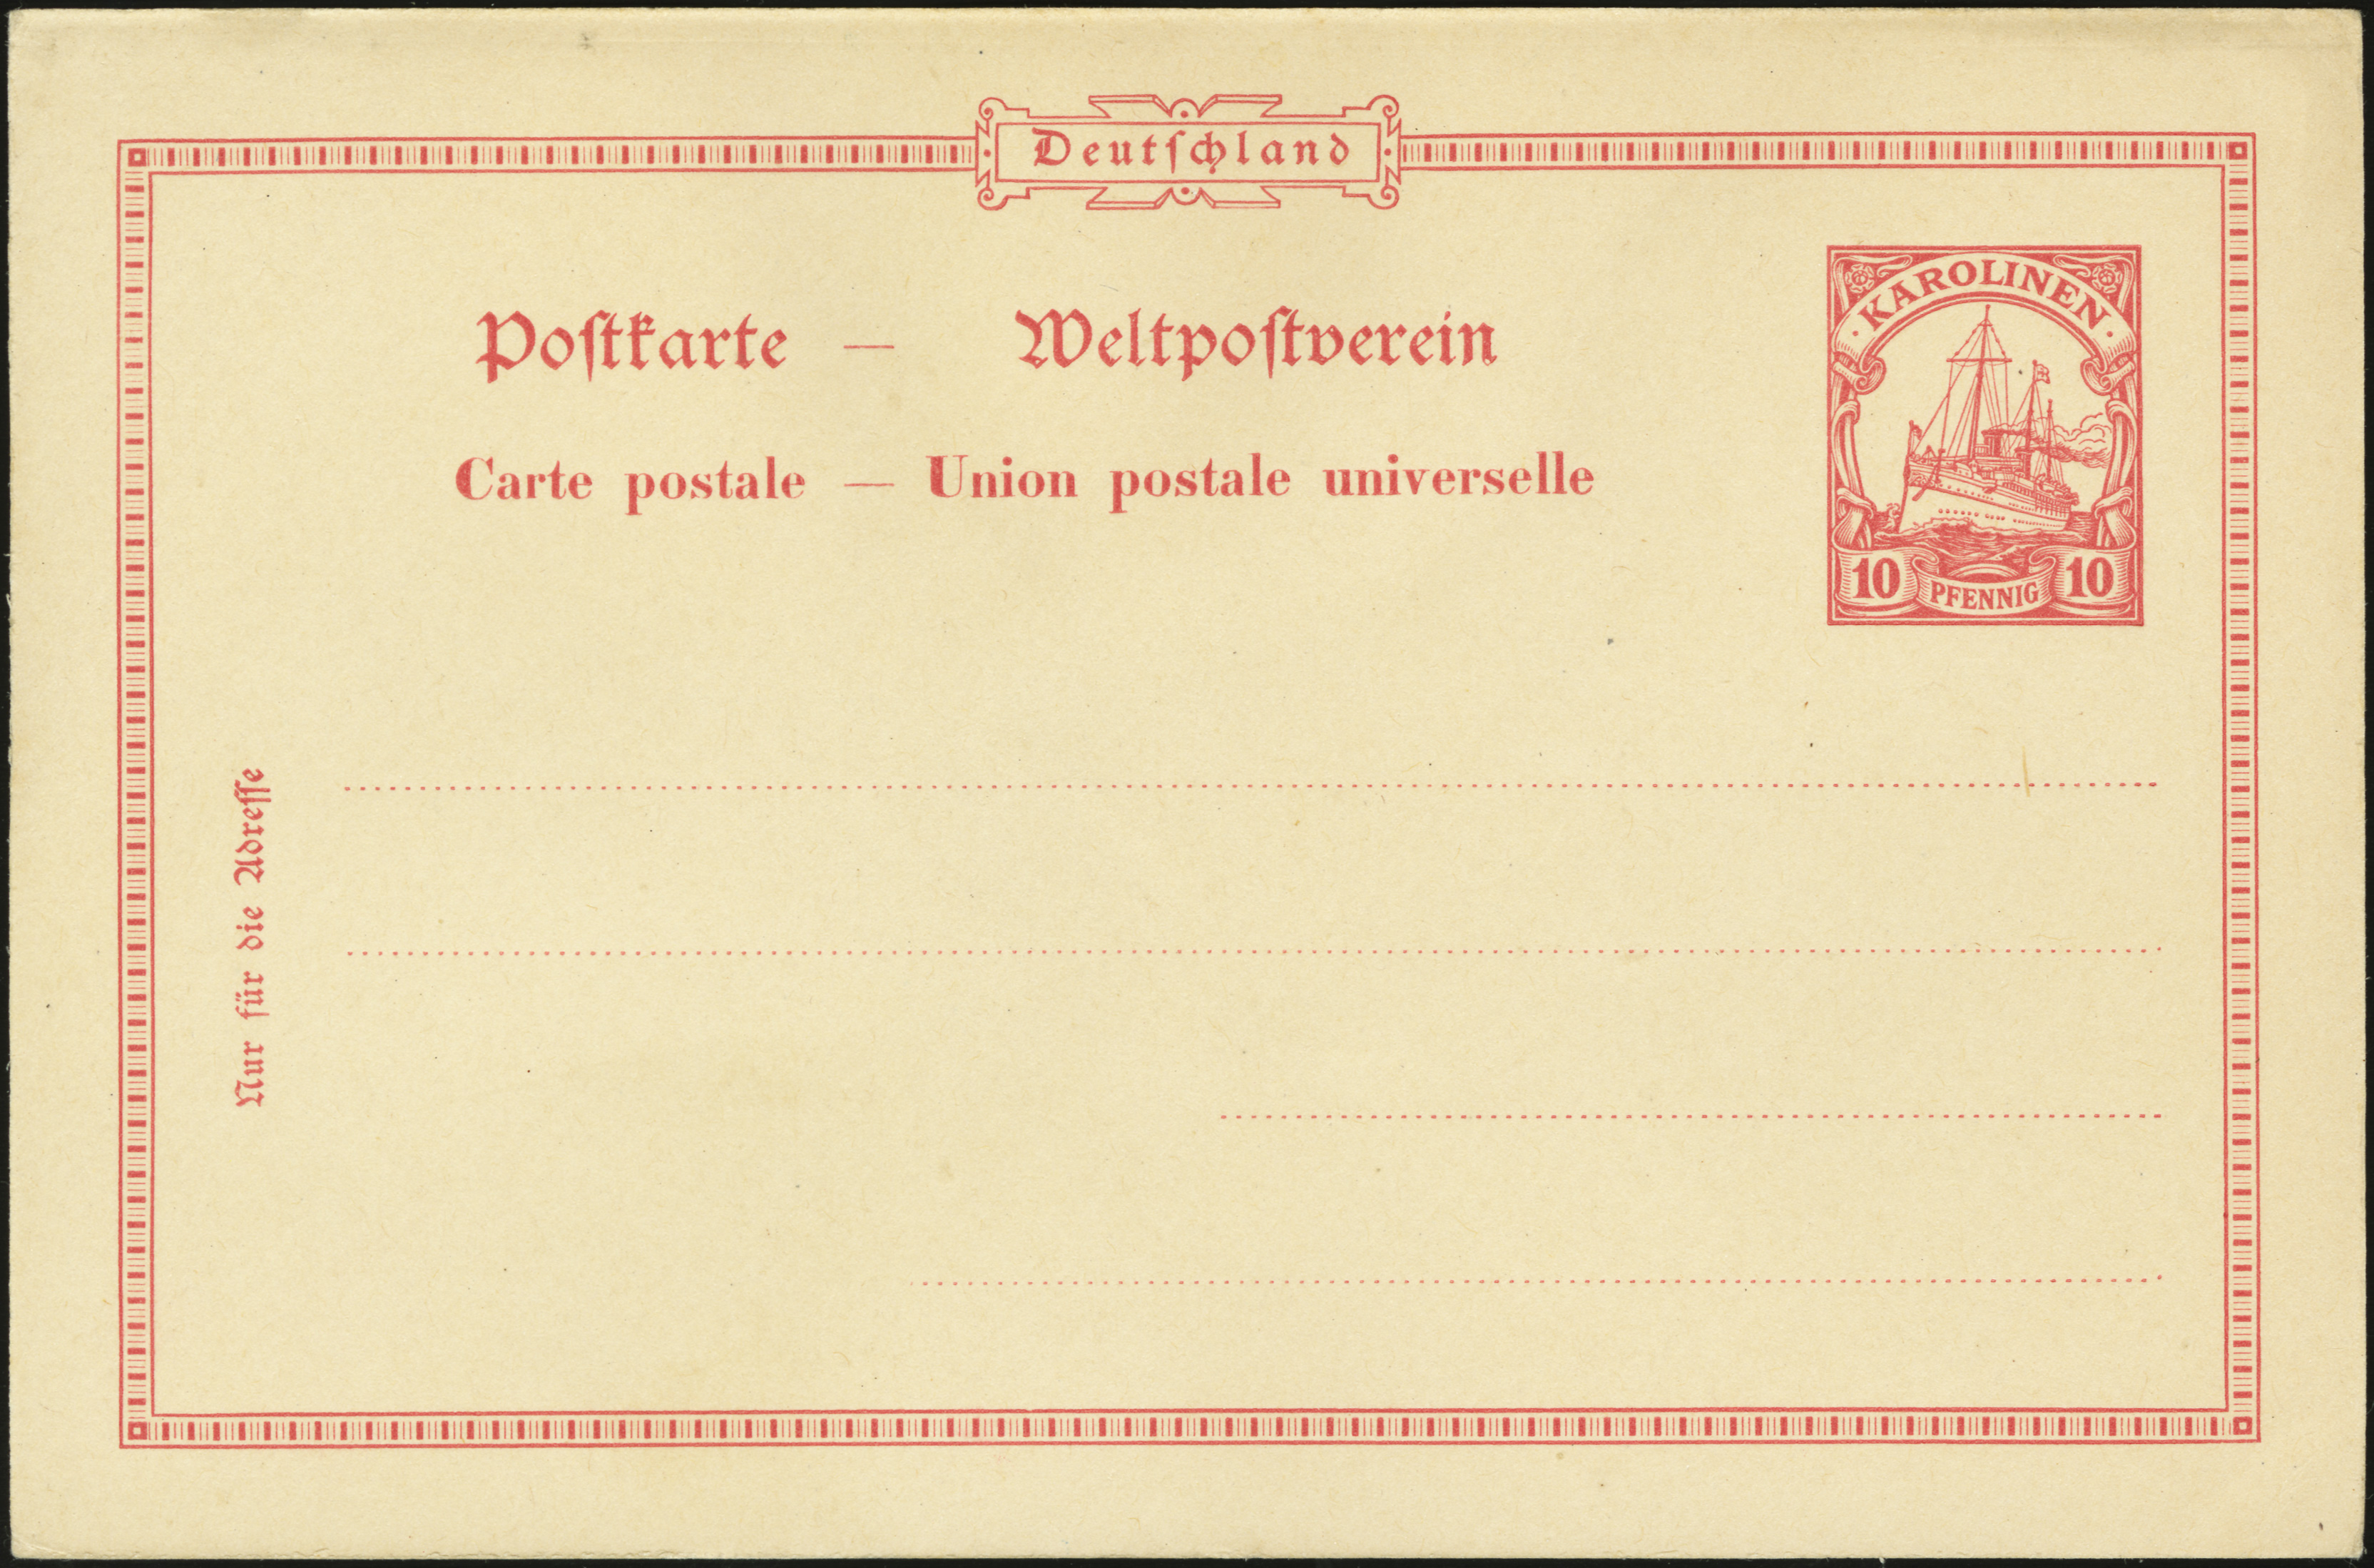 Deutſchland
Poſtkarte — Weltpoſtverein
Carte postale — Union postale universelle
KAROLINEN
10 PFENNIG 10
Nur für die Adreſſe